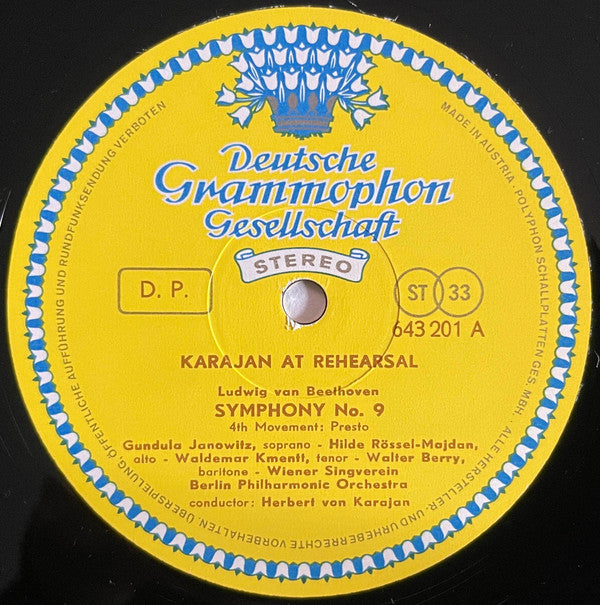 Deutsche
Grammophon
Gesellschaft
STEREO
D. P.
ST 33
643 201 A
KARAJAN AT REHEARSAL
Ludwig van Beethoven
SYMPHONY No. 9
4th Movement: Presto
Gundula Janowitz, soprano - Hilde Rössel-Majdan,
alto - Waldemar Kmentt, tenor - Walter Berry,
baritone - Wiener Singverein
Berlin Philharmonic Orchestra
conductor: Herbert von Karajan
MADE IN AUSTRIA · POLYPHON SCHALLPLATTEN GES. MBH. · ALLE HERSTELLER- UND URHEBERRECHTE VORBEHALTEN. ÜBERSPIELUNG, ÖFFENTLICHE AUFFÜHRUNG UND RUNDFUNKSENDUNG VERBOTEN